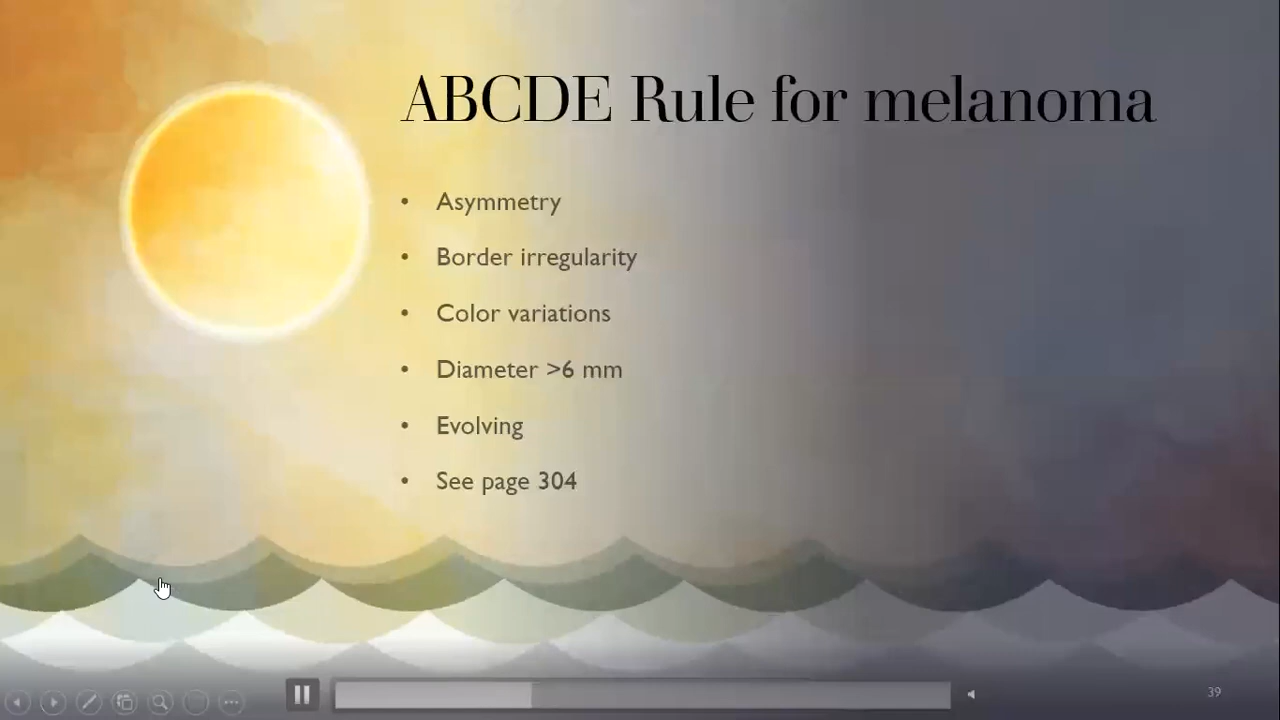 ABCDE Rule for melanoma
• Asymmetry
• Border irregularity
• Color variations
• Diameter >6 mm
• Evolving
• See page 304
39